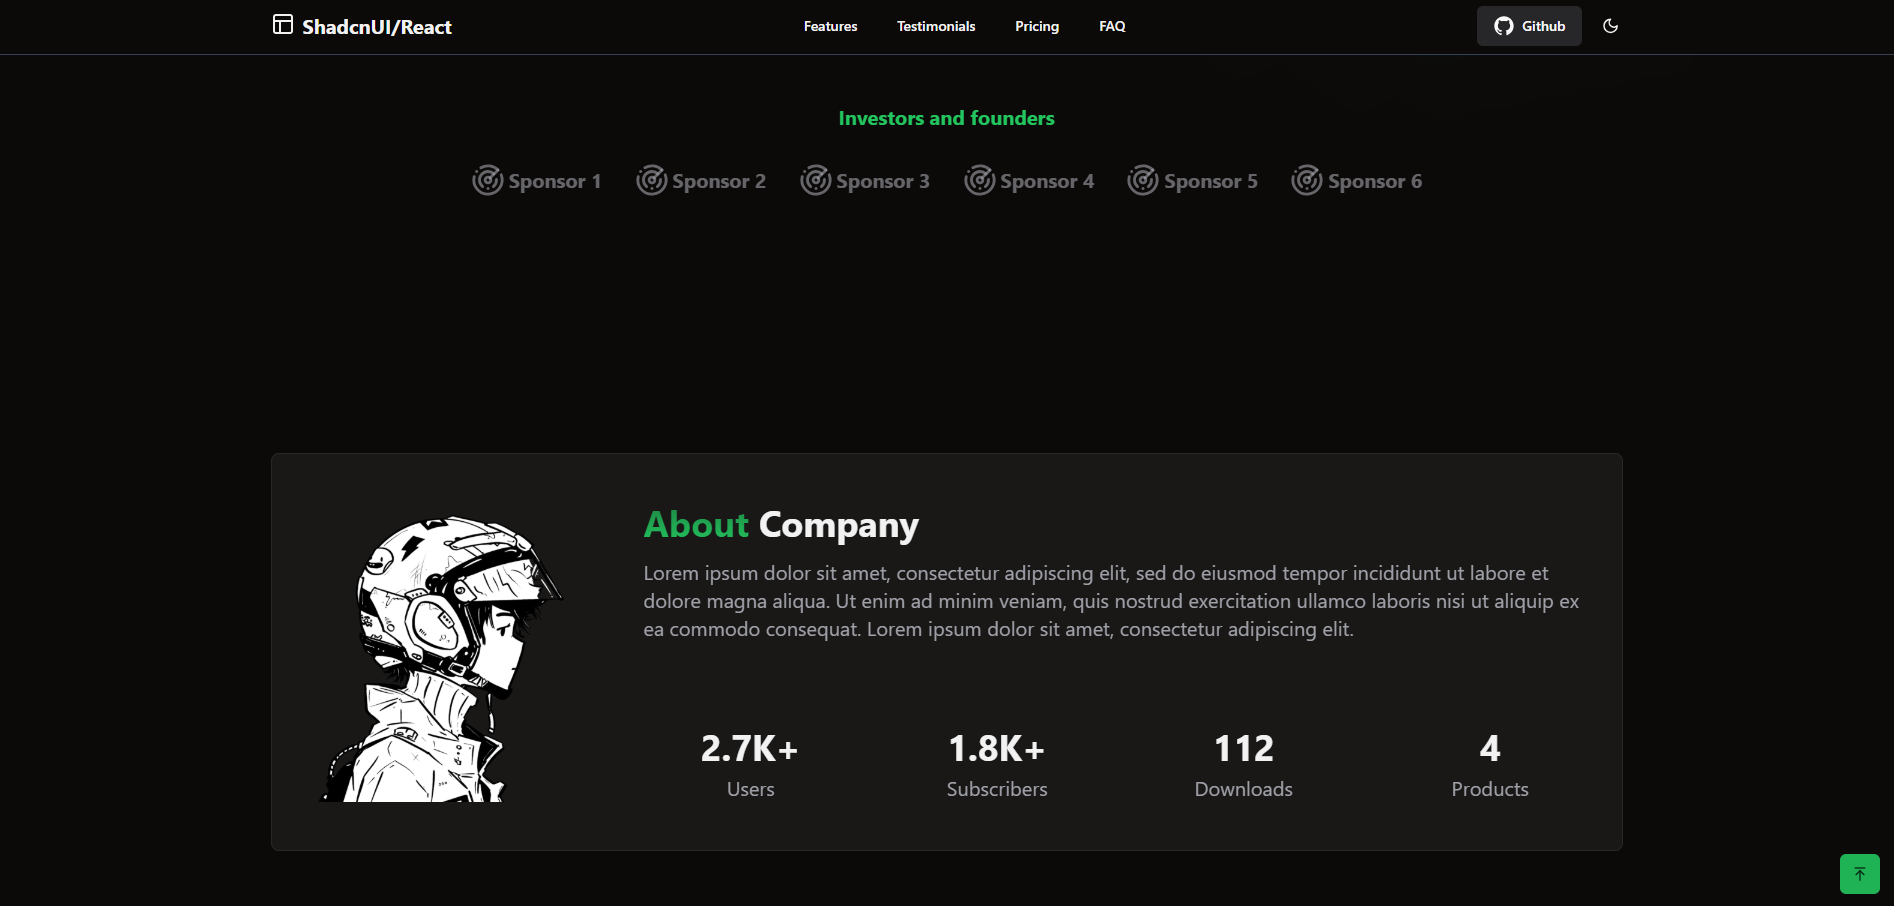 ShadcnUI/React
Features Testimonials Pricing FAQ
Github
Investors and founders
Sponsor 1 Sponsor 2 Sponsor 3 Sponsor 4 Sponsor 5 Sponsor 6
About Company
Lorem ipsum dolor sit amet, consectetur adipiscing elit, sed do eiusmod tempor incididunt ut labore et
dolore magna aliqua. Ut enim ad minim veniam, quis nostrud exercitation ullamco laboris nisi ut aliquip ex
ea commodo consequat. Lorem ipsum dolor sit amet, consectetur adipiscing elit.
2.7K+ 1.8K+ 112 4
Users Subscribers Downloads Products